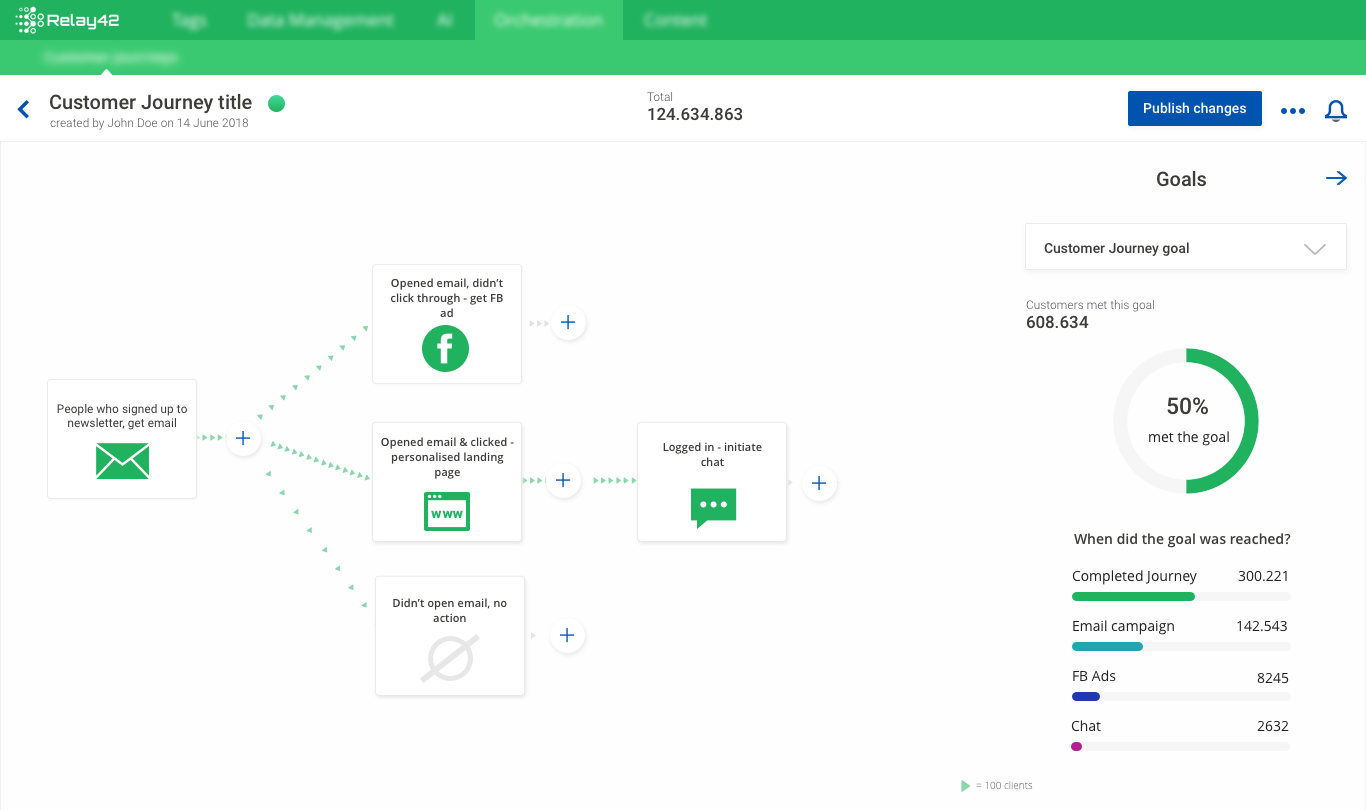 Relay42
Tags
Data Management
AI
Orchestration
Content
Customer journeys
Customer Journey title
created by John Doe on 14 June 2018
Total
124.634.863
Publish changes
Goals
Customer Journey goal
Customers met this goal
608.634
50%
met the goal
When did the goal was reached?
Completed Journey 300.221
Email campaign 142.543
FB Ads 8245
Chat 2632
People who signed up to
newsletter, get email
Opened email, didn’t
click through - get FB
ad
Opened email & clicked -
personalised landing
page
www
Logged in - initiate
chat
Didn’t open email, no
action
= 100 clients